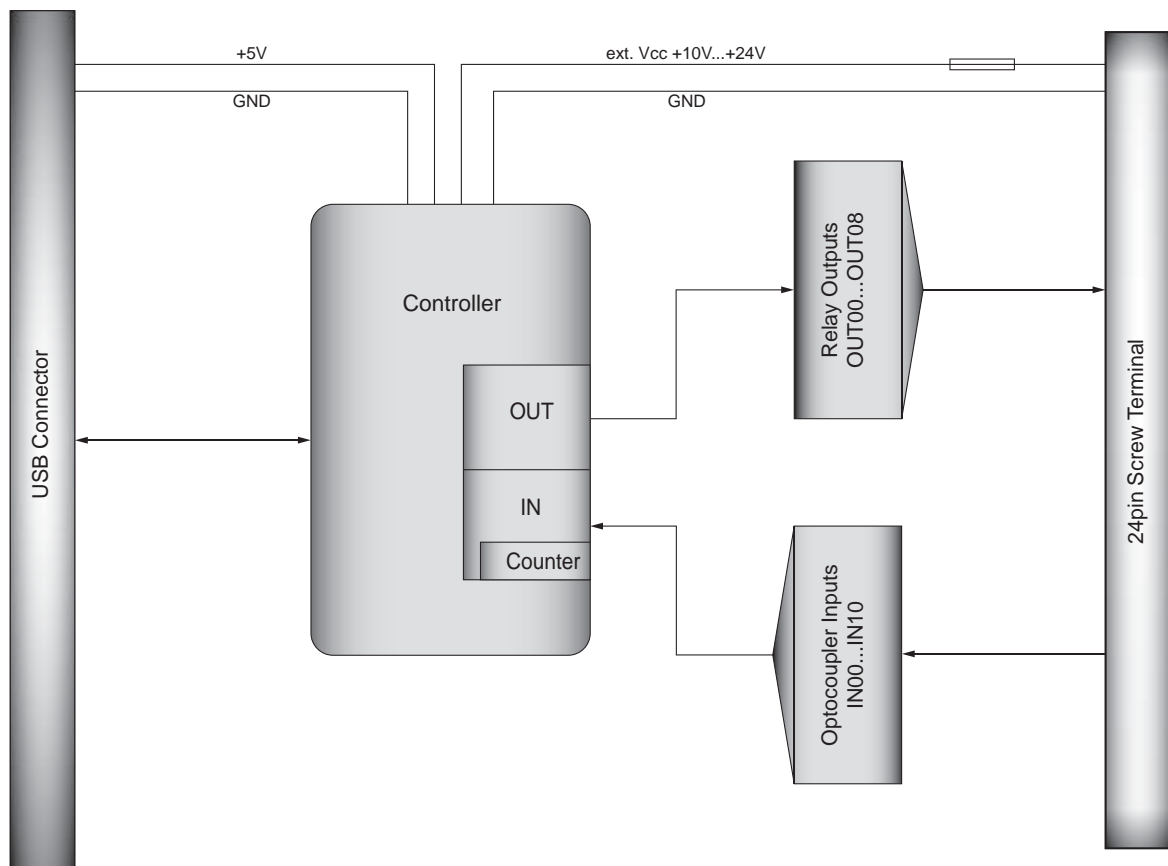 +5V
ext. Vcc +10V...+24V
GND
GND
USB Connector
Controller
OUT
IN
Counter
Relay Outputs
OUT00...OUT08
Optocoupler Inputs
IN00...IN10
24pin Screw Terminal